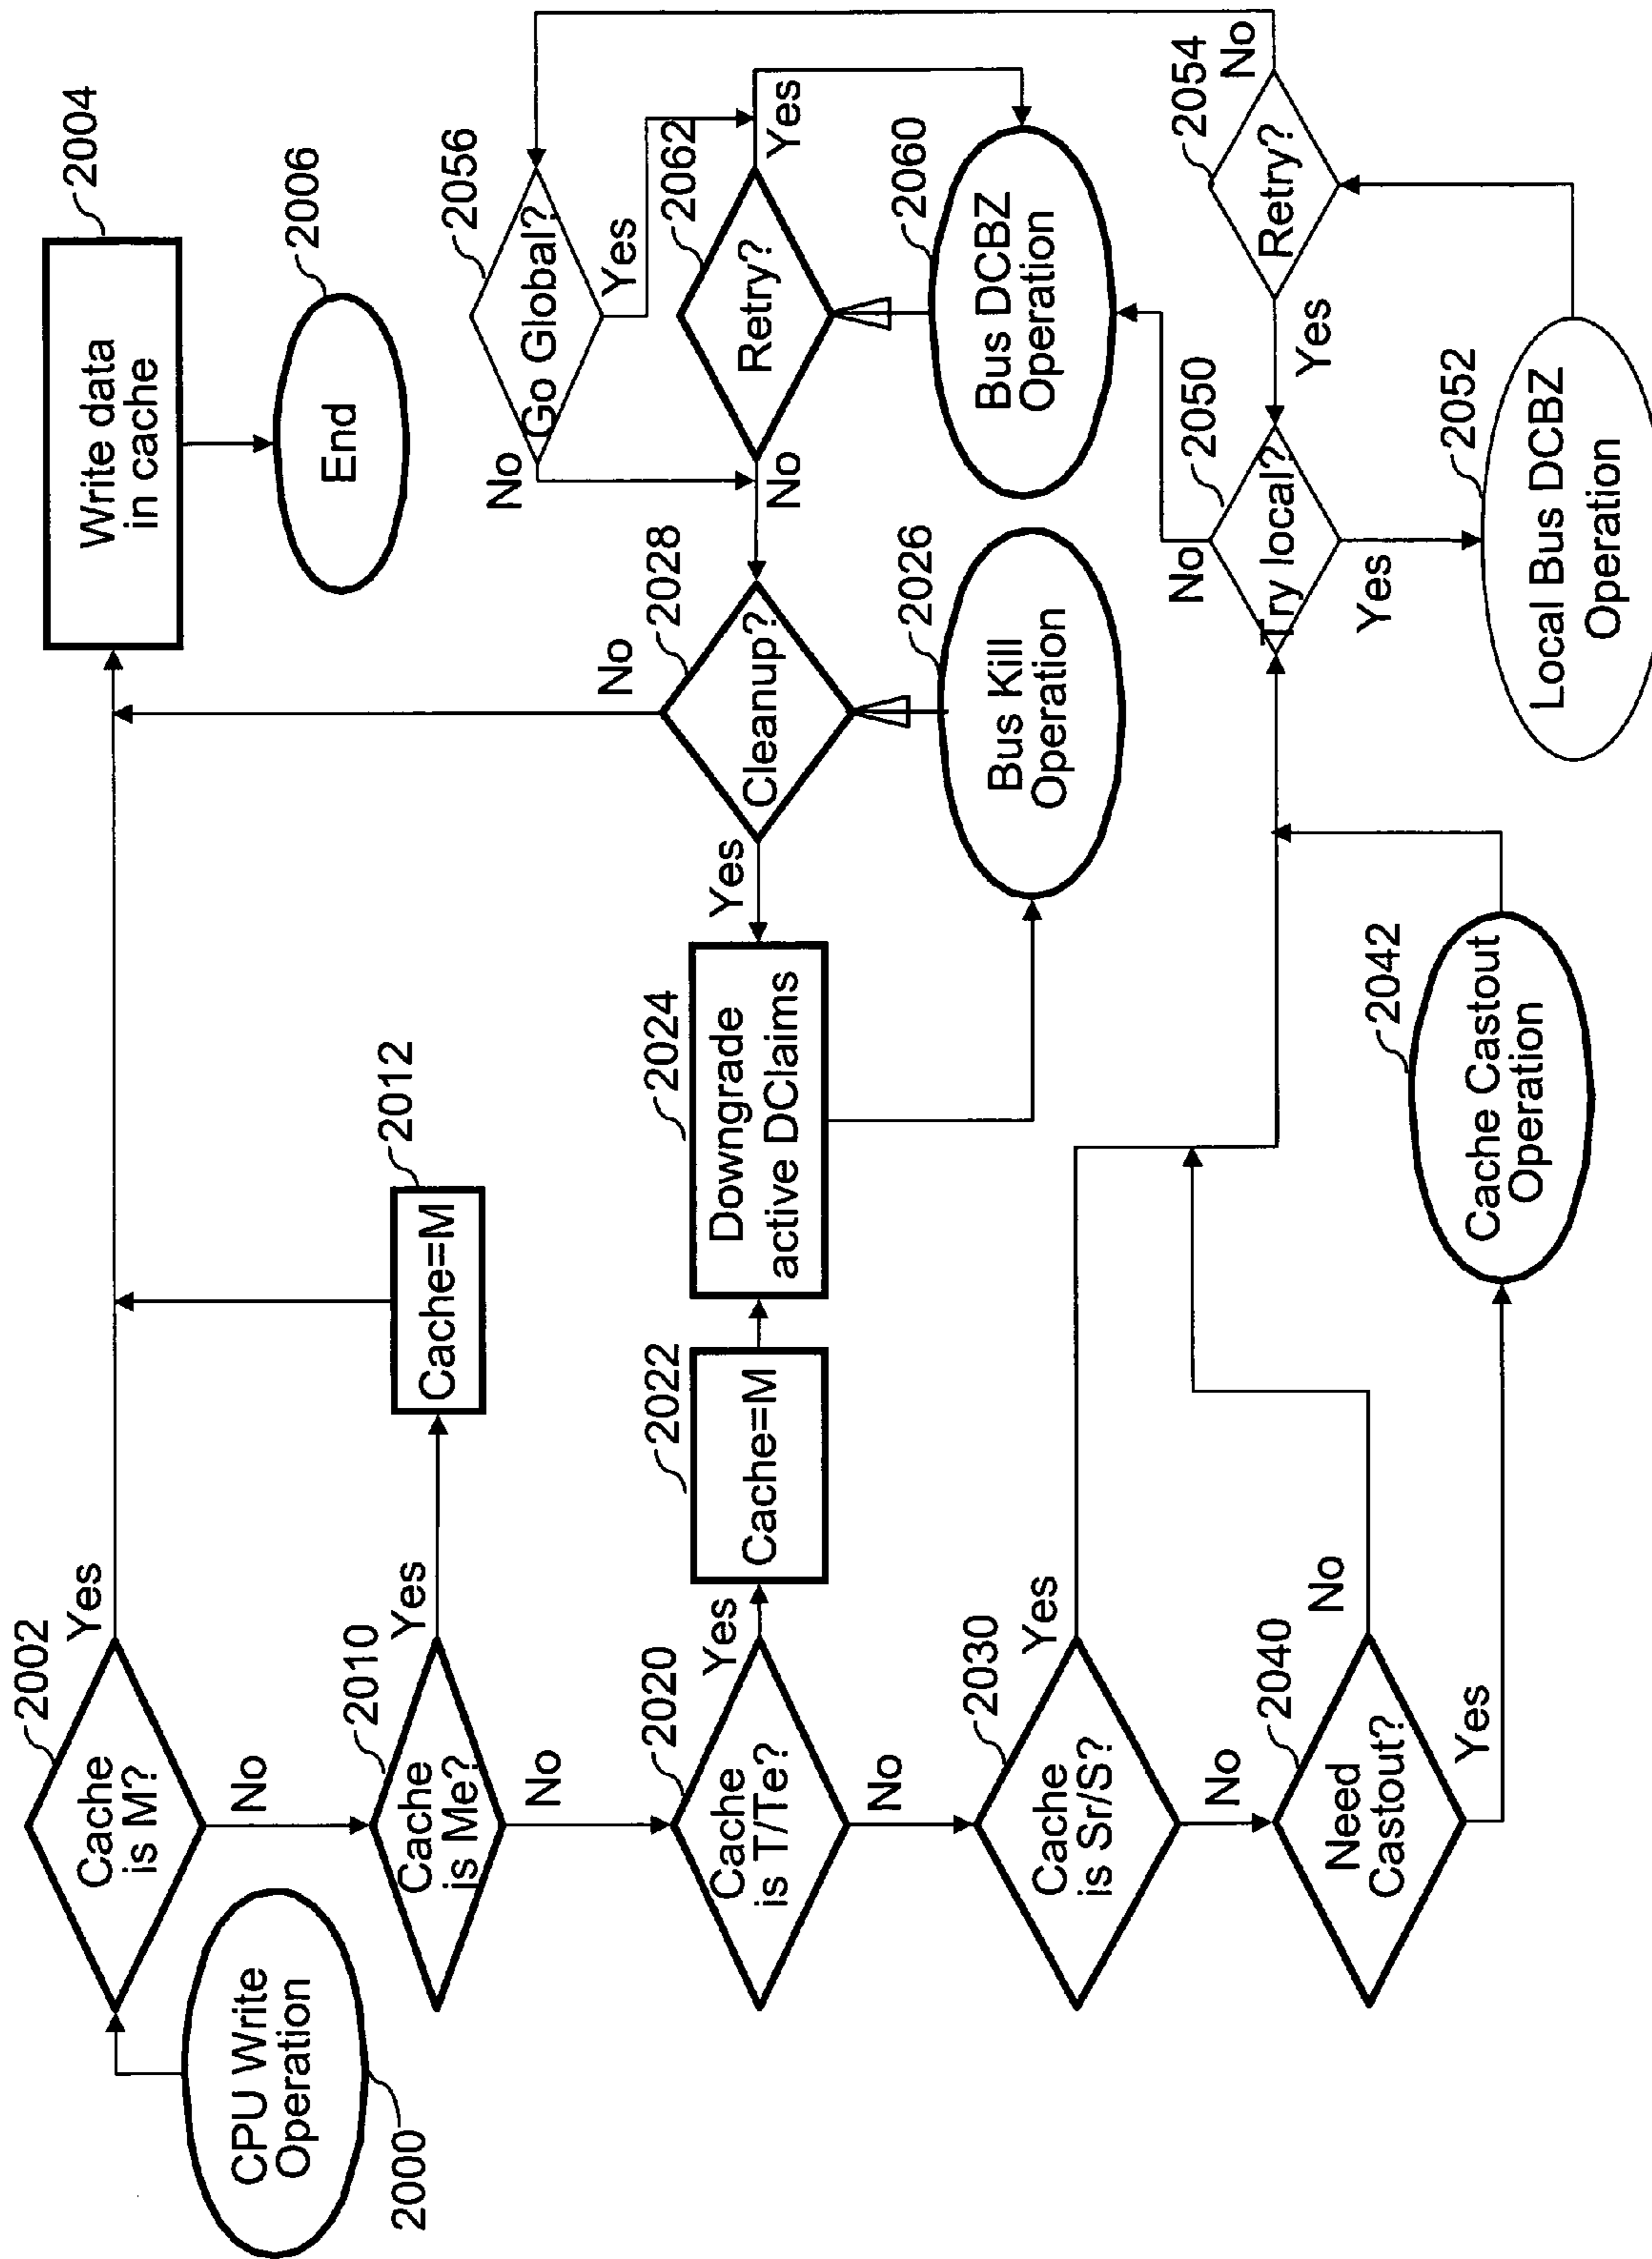 CPU Write
Operation
2000
Cache
is M?
2002
Yes
No
Write data
in cache
2004
End
2006
Cache
is Me?
2010
Yes
No
Cache=M
2012
Cache
is T/Te?
2020
Yes
No
Cache=M
2022
Downgrade
active DClaims
2024
Yes
Cleanup?
2028
No
Bus Kill
Operation
2026
Go Global?
2056
No
Yes
Retry?
2062
No
Yes
Bus DCBZ
Operation
2060
Cache
is Sr/S?
2030
Yes
No
Need
Castout?
2040
No
Yes
Cache Castout
Operation
2042
Try local?
2050
No
Yes
Local Bus DCBZ
Operation
2052
Retry?
2054
No
Yes